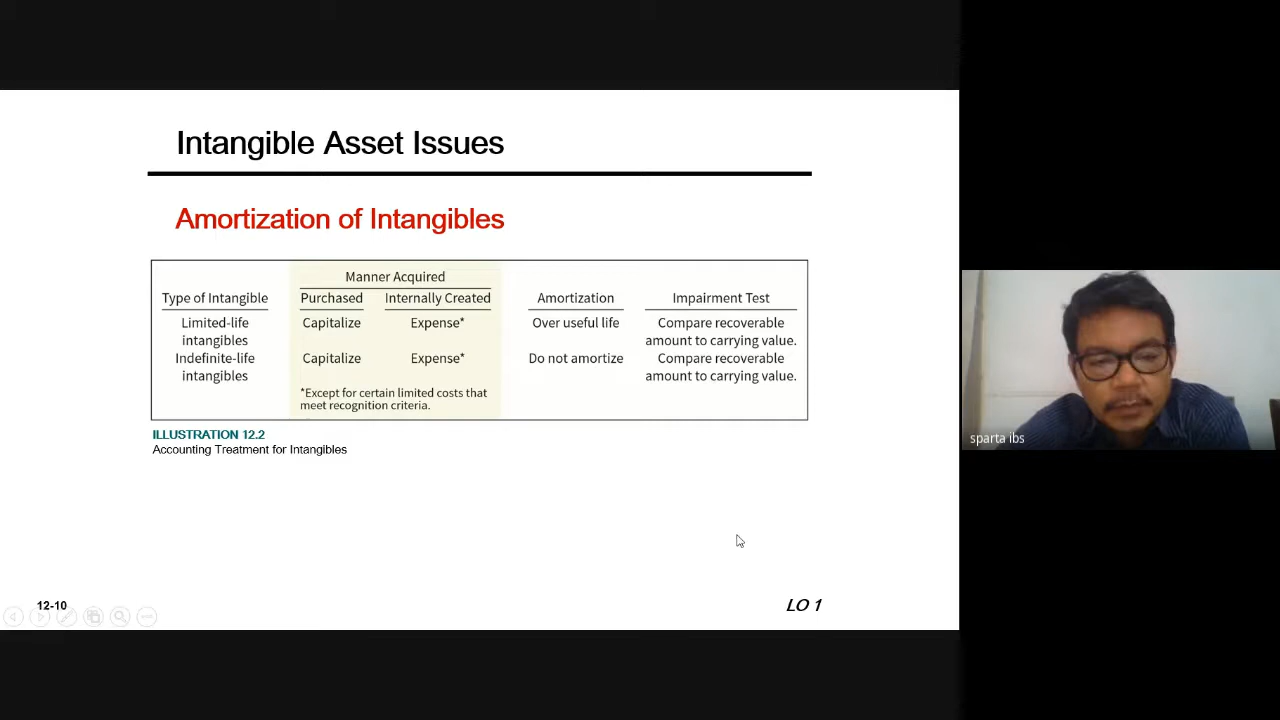 Intangible Asset Issues
Amortization of Intangibles
Manner Acquired
Type of Intangible Purchased Internally Created Amortization Impairment Test
Limited-life Capitalize Expense* Over useful life Compare recoverable
intangibles amount to carrying value.
Indefinite-life Capitalize Expense* Do not amortize Compare recoverable
intangibles amount to carrying value.
*Except for certain limited costs that
meet recognition criteria.
ILLUSTRATION 12.2
Accounting Treatment for Intangibles
12-10
LO 1
sparta ibs